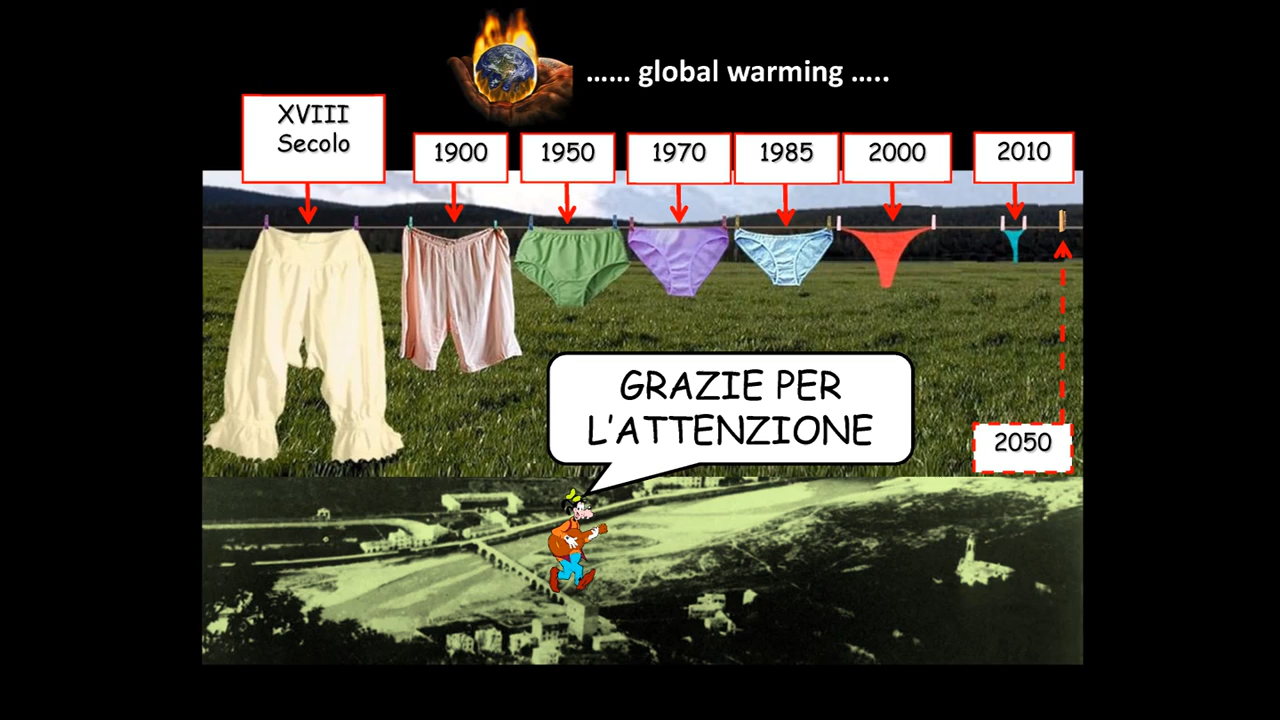 ...... global warming .....
XVIII
Secolo
1900
1950
1970
1985
2000
2010
GRAZIE PER
L'ATTENZIONE
2050